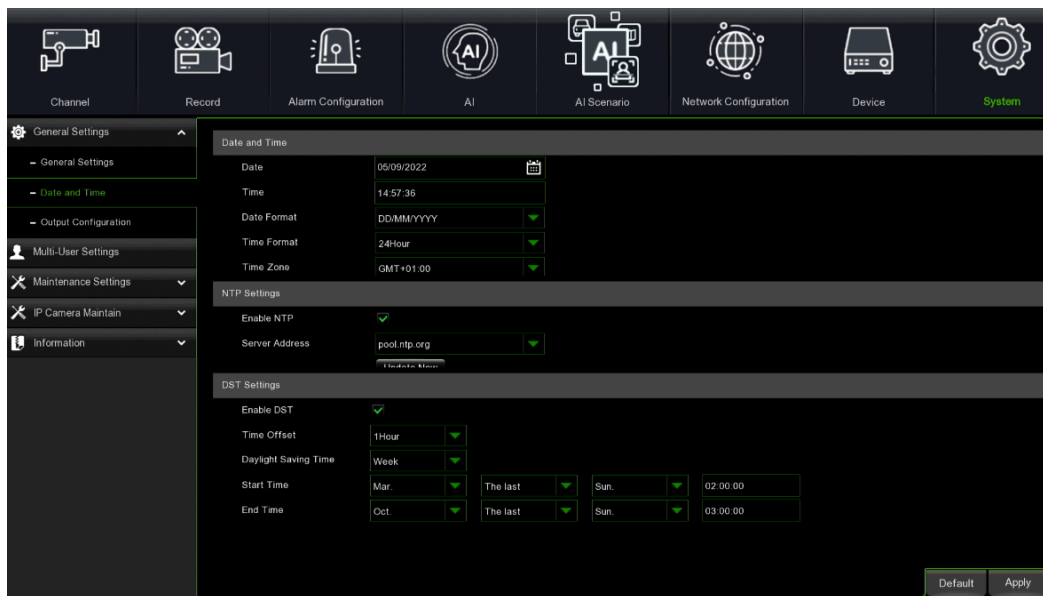 AI
AI
Channel Record Alarm Configuration AI AI Scenario Network Configuration Device System
General Settings
– General Settings
– Date and Time
– Output Configuration
Multi-User Settings
Maintenance Settings
IP Camera Maintain
Information
Date and Time
Date 05/09/2022
Time 14:57:36
Date Format DD/MM/YYYY
Time Format 24Hour
Time Zone GMT+01:00
NTP Settings
Enable NTP
Server Address pool.ntp.org
Update Now
DST Settings
Enable DST
Time Offset 1Hour
Daylight Saving Time Week
Start Time Mar. The last Sun. 02:00:00
End Time Oct. The last Sun. 03:00:00
Default Apply